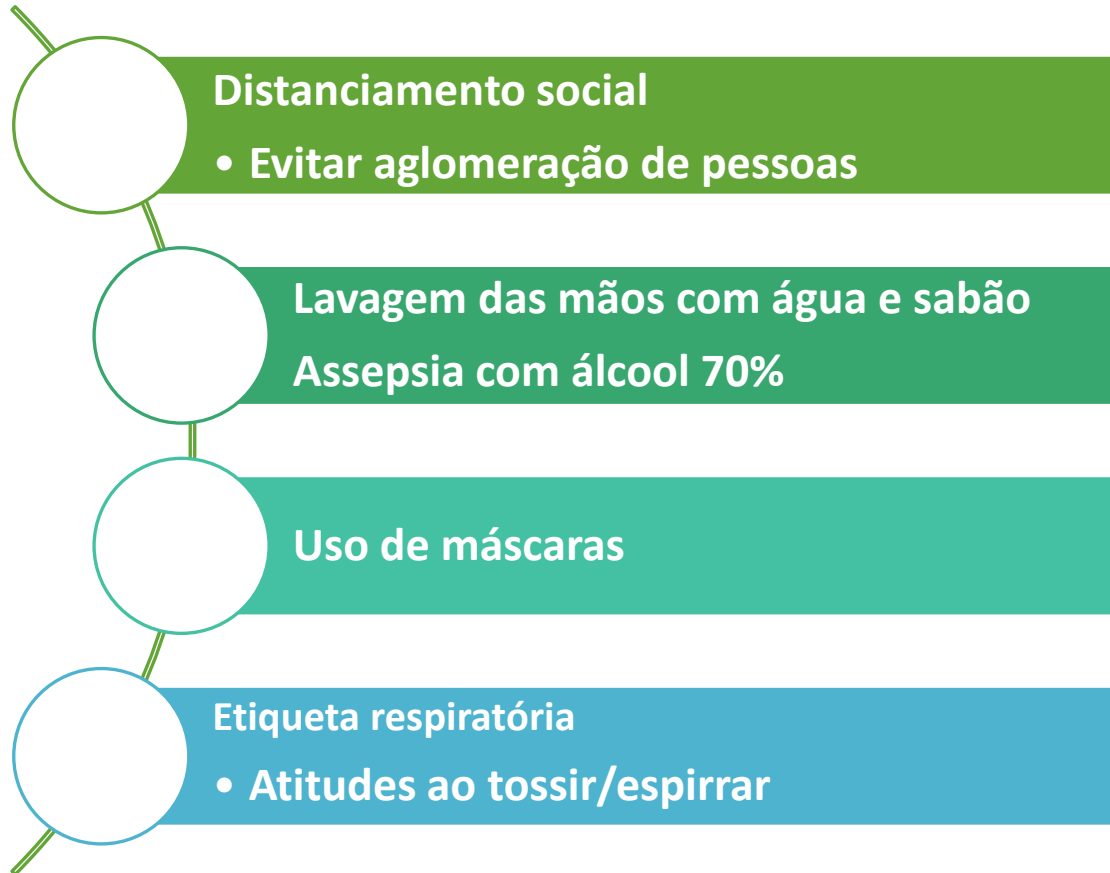 Distanciamento social
• Evitar aglomeração de pessoas
Lavagem das mãos com água e sabão
Assepsia com álcool 70%
Uso de máscaras
Etiqueta respiratória
• Atitudes ao tossir/espirrar